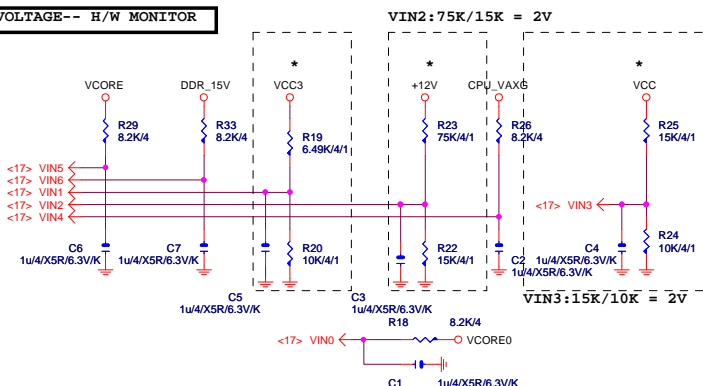 VOLTAGE-- H/W MONITOR
VIN2:75K/15K = 2V
* * *
VCORE DDR_15V VCC3 +12V CPU_VAXG VCC
R29 8.2K/4
R33 8.2K/4
R19 6.49K/4/1
R23 75K/4/1
R26 8.2K/4
R25 15K/4/1
<17> VIN5
<17> VIN6
<17> VIN1
<17> VIN2
<17> VIN4
<17> VIN3
C6 1u/4/X5R/6.3V/K
C7 1u/4/X5R/6.3V/K
R20 10K/4/1
R22 15K/4/1
C2 1u/4/X5R/6.3V/K
C4 1u/4/X5R/6.3V/K
R24 10K/4/1
C5 1u/4/X5R/6.3V/K
C3 1u/4/X5R/6.3V/K
VIN3:15K/10K = 2V
R18 8.2K/4
<17> VIN0 VCORE0
C1 1u/4/X5R/6.3V/K